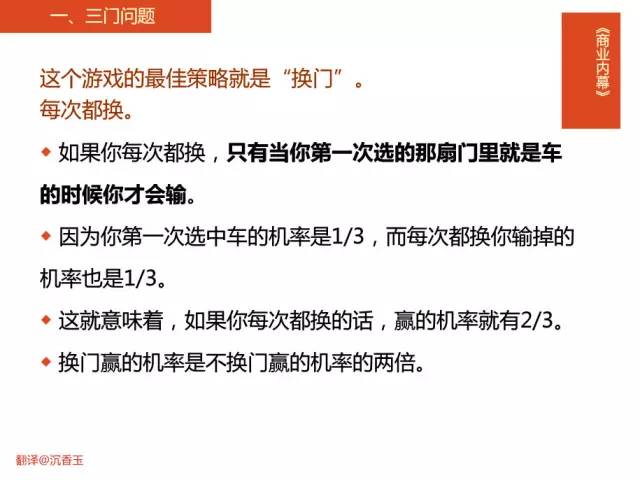 一、三门问题
《商业内幕》
这个游戏的最佳策略就是“换门”。
每次都换。
如果你每次都换，只有当你第一次选的那扇门里就是车
的时候你才会输。
因为你第一次选中车的机率是1/3，而每次都换你输掉的
机率也是1/3。
这就意味着，如果你每次都换的话，赢的机率就有2/3。
换门赢的机率是不换门赢的机率的两倍。
翻译@沉香玉